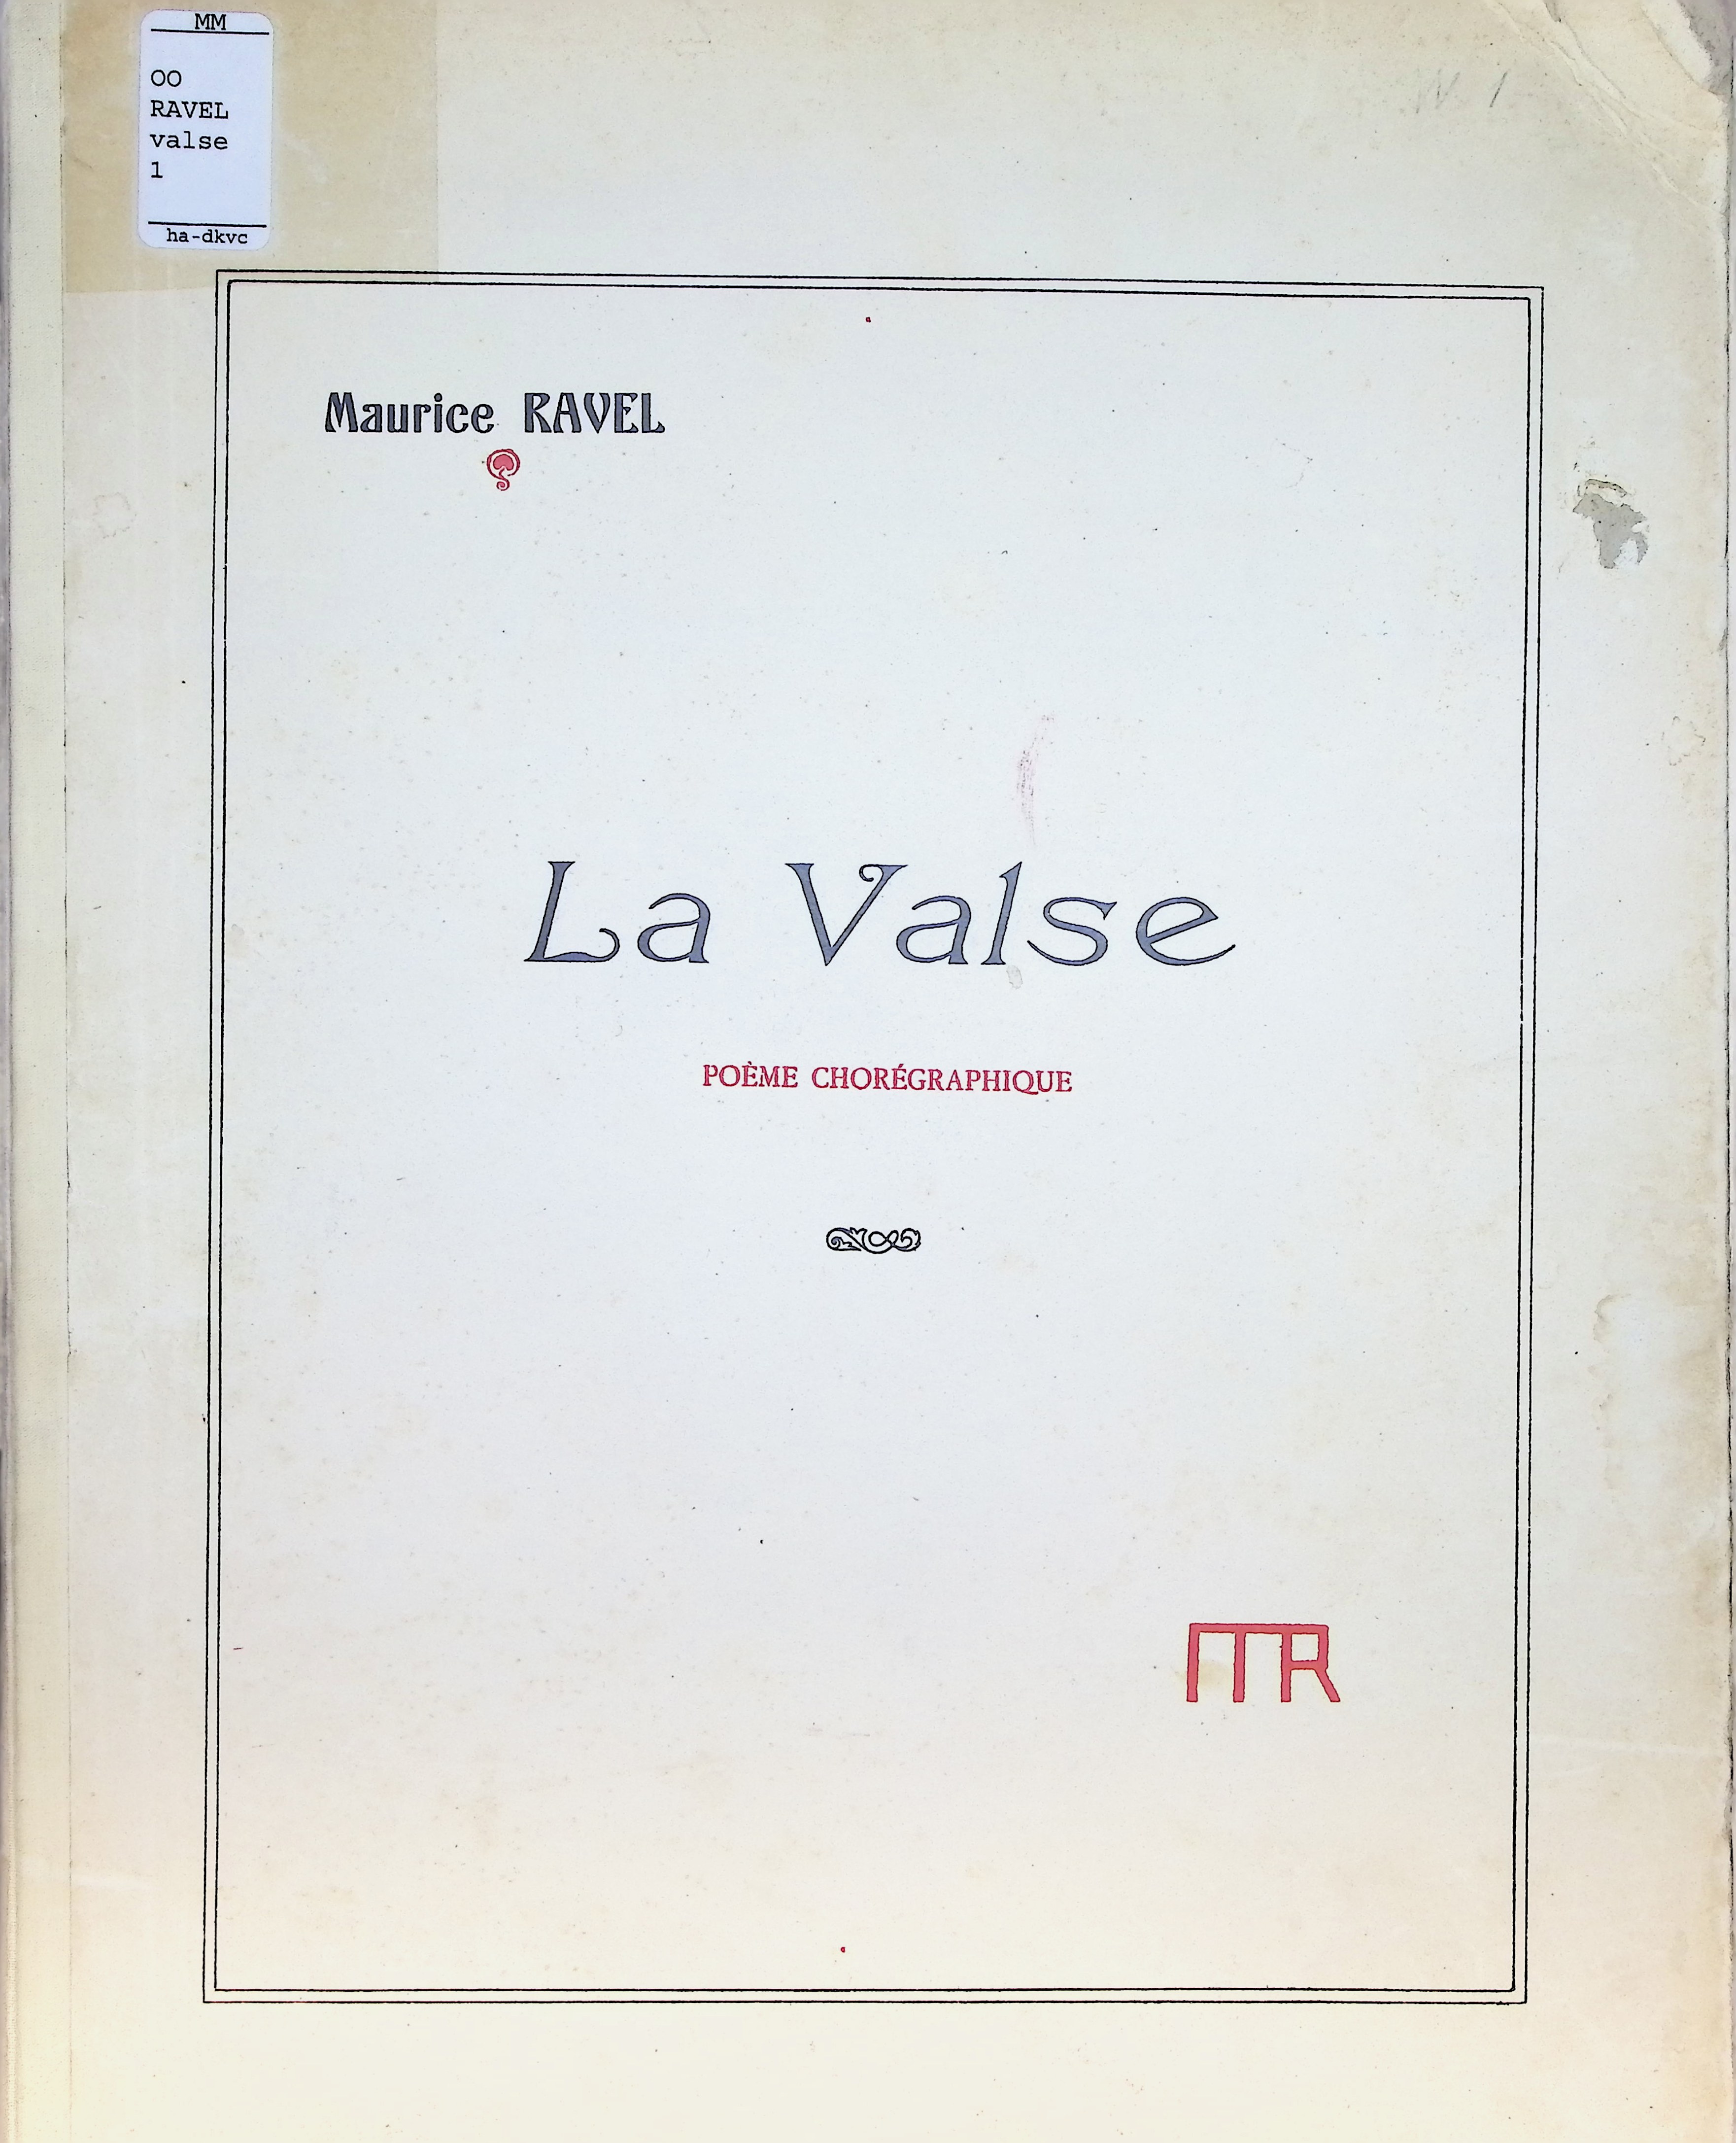 MM
OO
RAVEL
valse
1
ha-dkvc
Maurice RAVEL
La Valse
POÈME CHORÉGRAPHIQUE
MR